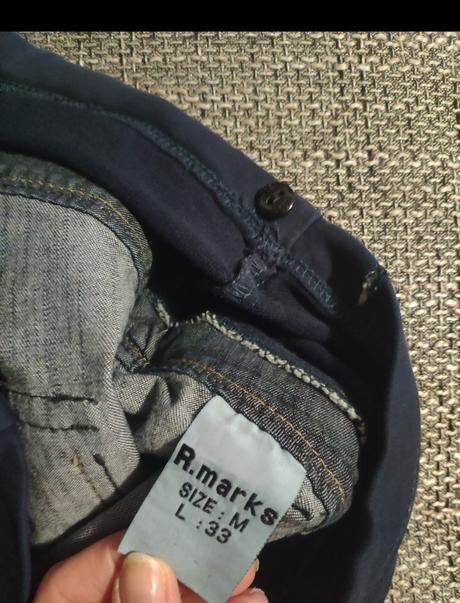 R.marks
SIZE : M
L : 33